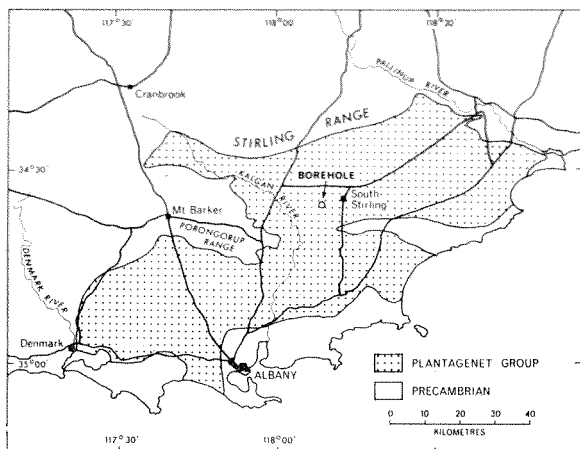 117°30'
118°00'
118°30'
PALLINUP RIVER
Cranbrook
STIRLING RANGE
34°30'
KALGAN RIVER
BOREHOLE
South
Stirling
Mt Barker
PORONGORUP
RANGE
DENMARK RIVER
Denmark
35°00'
ALBANY
PLANTAGENET GROUP
PRECAMBRIAN
0 10 20 30 40
KILOMETRES
117°30'
118°00'